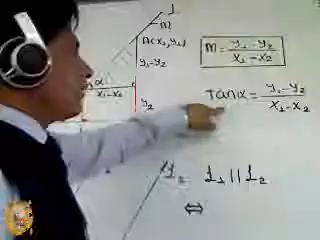 L
m
A(x₁,y₁)
m = y₁-y₂ / x₁-x₂
y₁-y₂
α
x₁-x₂
y₂
Tanα = y₁-y₂ / x₁-x₂
L₁ || L₂
⇔